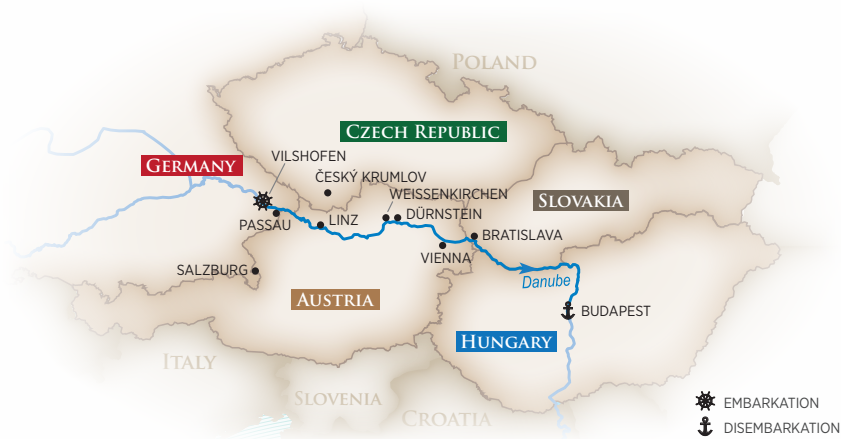 POLAND
CZECH REPUBLIC
GERMANY
VILSHOFEN
ČESKÝ KRUMLOV
WEISSENKIRCHEN
SLOVAKIA
PASSAU
LINZ
DÜRNSTEIN
BRATISLAVA
VIENNA
SALZBURG
Danube
AUSTRIA
BUDAPEST
HUNGARY
ITALY
SLOVENIA
CROATIA
EMBARKATION
DISEMBARKATION